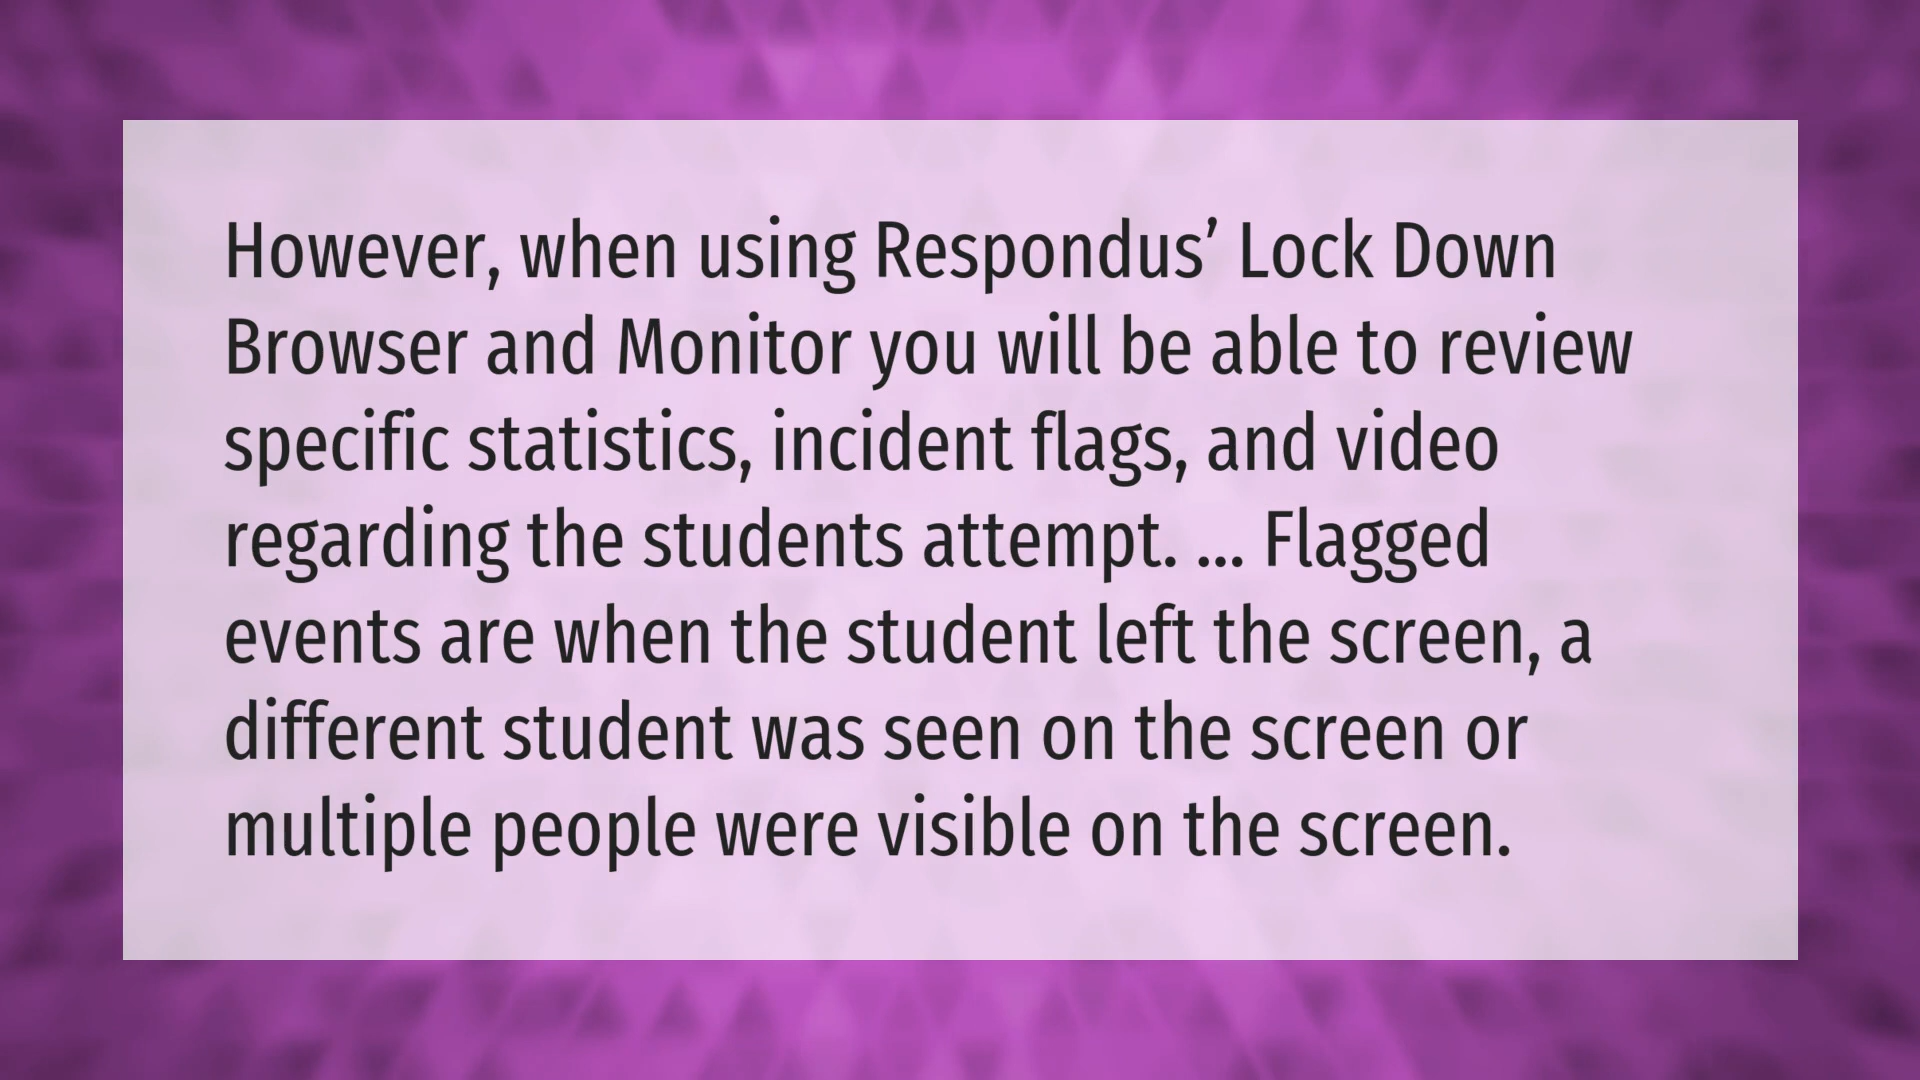 However, when using Respondus’ Lock Down
Browser and Monitor you will be able to review
specific statistics, incident flags, and video
regarding the students attempt. ... Flagged
events are when the student left the screen, a
different student was seen on the screen or
multiple people were visible on the screen.